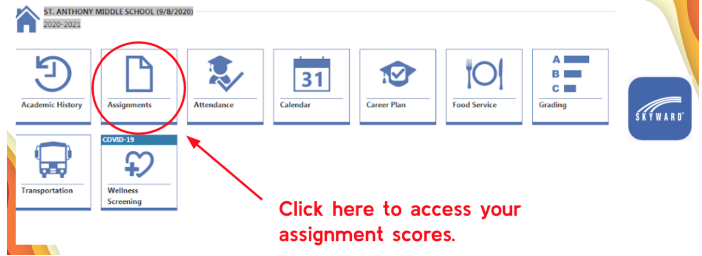 ST. ANTHONY MIDDLE SCHOOL (9/8/2020)
2020-2021
Academic History
Assignments
Attendance
31
Calendar
Career Plan
Food Service
A
B
C
Grading
SKYWARD
Transportation
COVID-19
Wellness
Screening
Click here to access your
assignment scores.